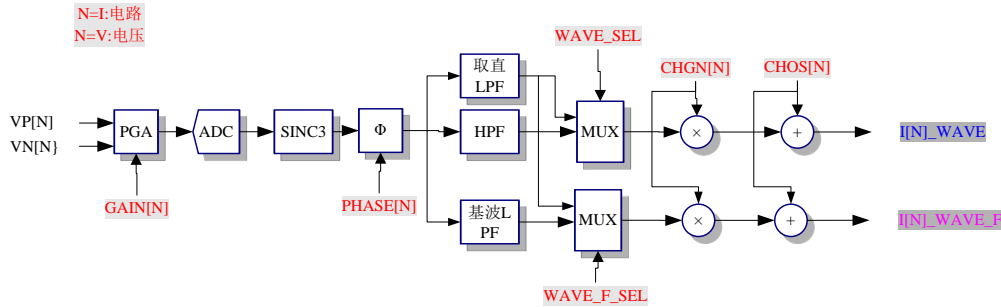 N=I:电路
N=V:电压
WAVE_SEL
取直
LPF
CHGN[N]
CHOS[N]
VP[N]
VN[N}
PGA
ADC
SINC3
Φ
HPF
MUX
×
+
I[N]_WAVE
GAIN[N]
PHASE[N]
基波L
PF
MUX
×
+
I[N]_WAVE_F
WAVE_F_SEL